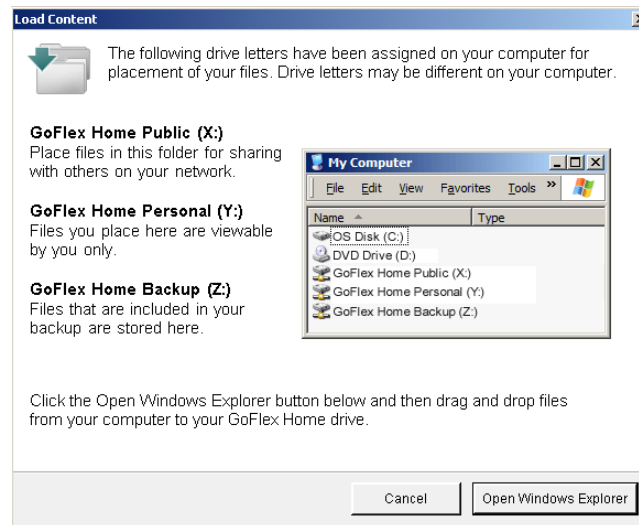 Load Content
The following drive letters have been assigned on your computer for
placement of your files. Drive letters may be different on your computer.
GoFlex Home Public (X:)
Place files in this folder for sharing
with others on your network.
GoFlex Home Personal (Y:)
Files you place here are viewable
by you only.
GoFlex Home Backup (Z:)
Files that are included in your
backup are stored here.
My Computer
File Edit View Favorites Tools »
Name Type
OS Disk (C:)
DVD Drive (D:)
GoFlex Home Public (X:)
GoFlex Home Personal (Y:)
GoFlex Home Backup (Z:)
Click the Open Windows Explorer button below and then drag and drop files
from your computer to your GoFlex Home drive.
Cancel Open Windows Explorer